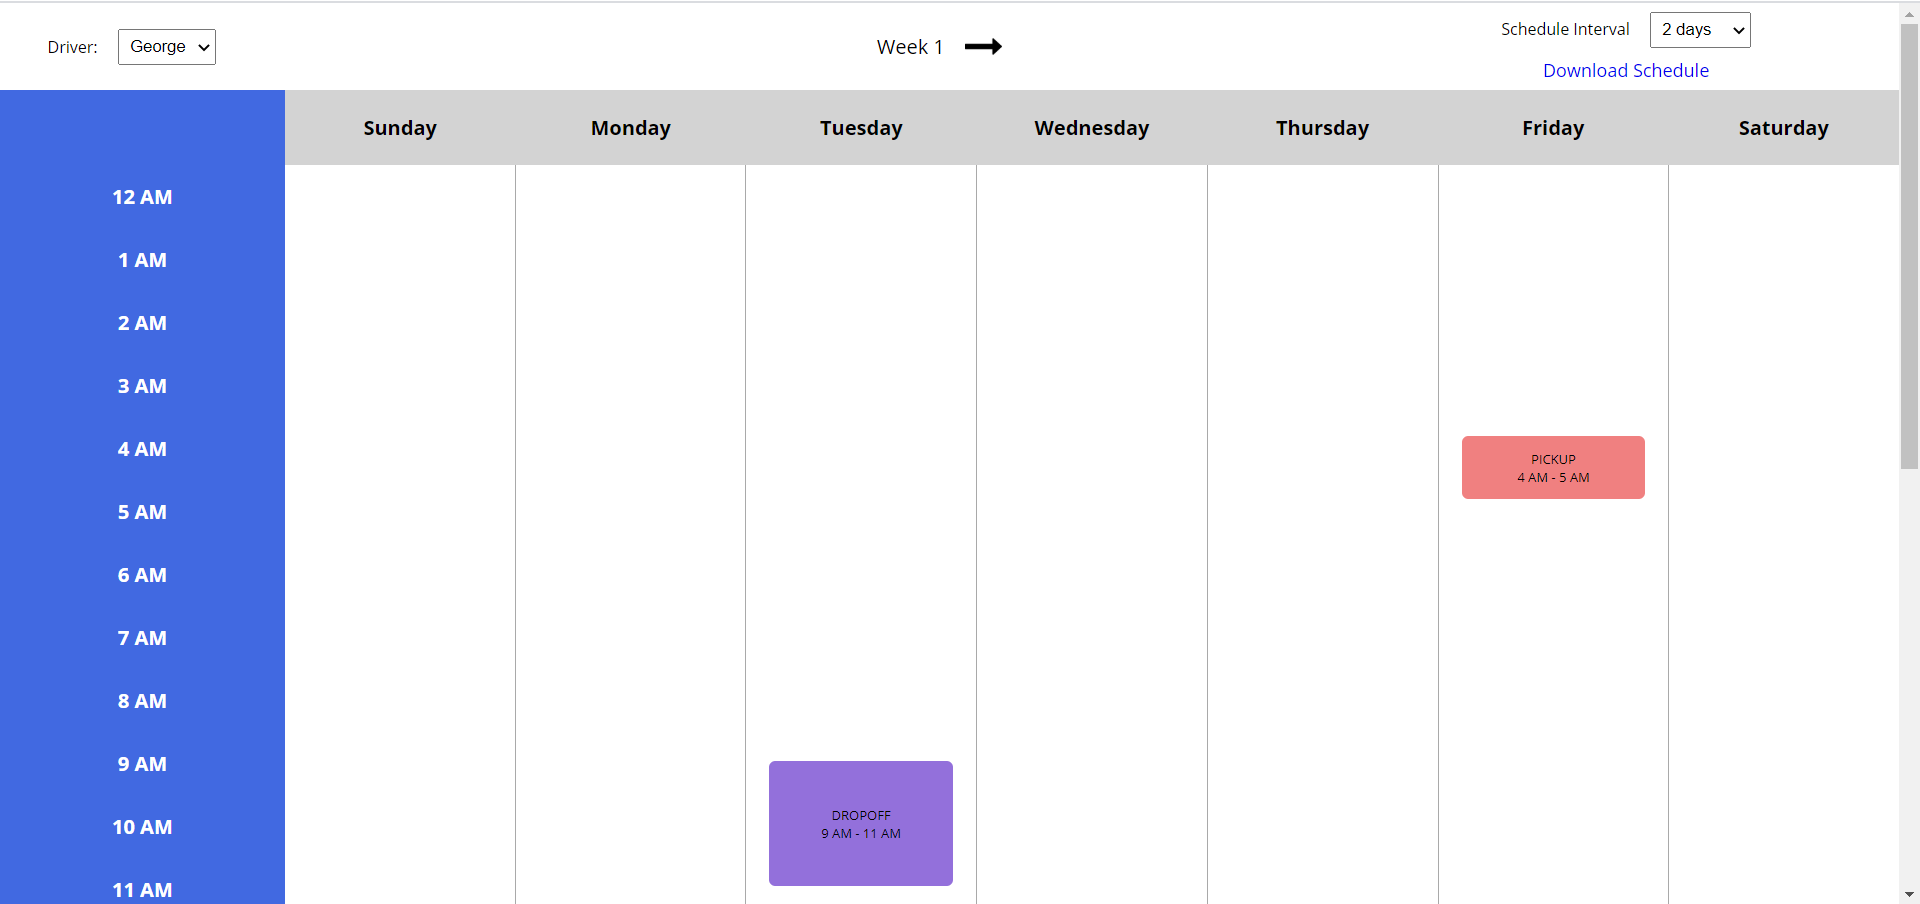 Driver:
George
Week 1
Schedule Interval
2 days
Download Schedule
Sunday
Monday
Tuesday
Wednesday
Thursday
Friday
Saturday
12 AM
1 AM
2 AM
3 AM
4 AM
5 AM
6 AM
7 AM
8 AM
9 AM
10 AM
11 AM
DROPOFF
9 AM - 11 AM
PICKUP
4 AM - 5 AM